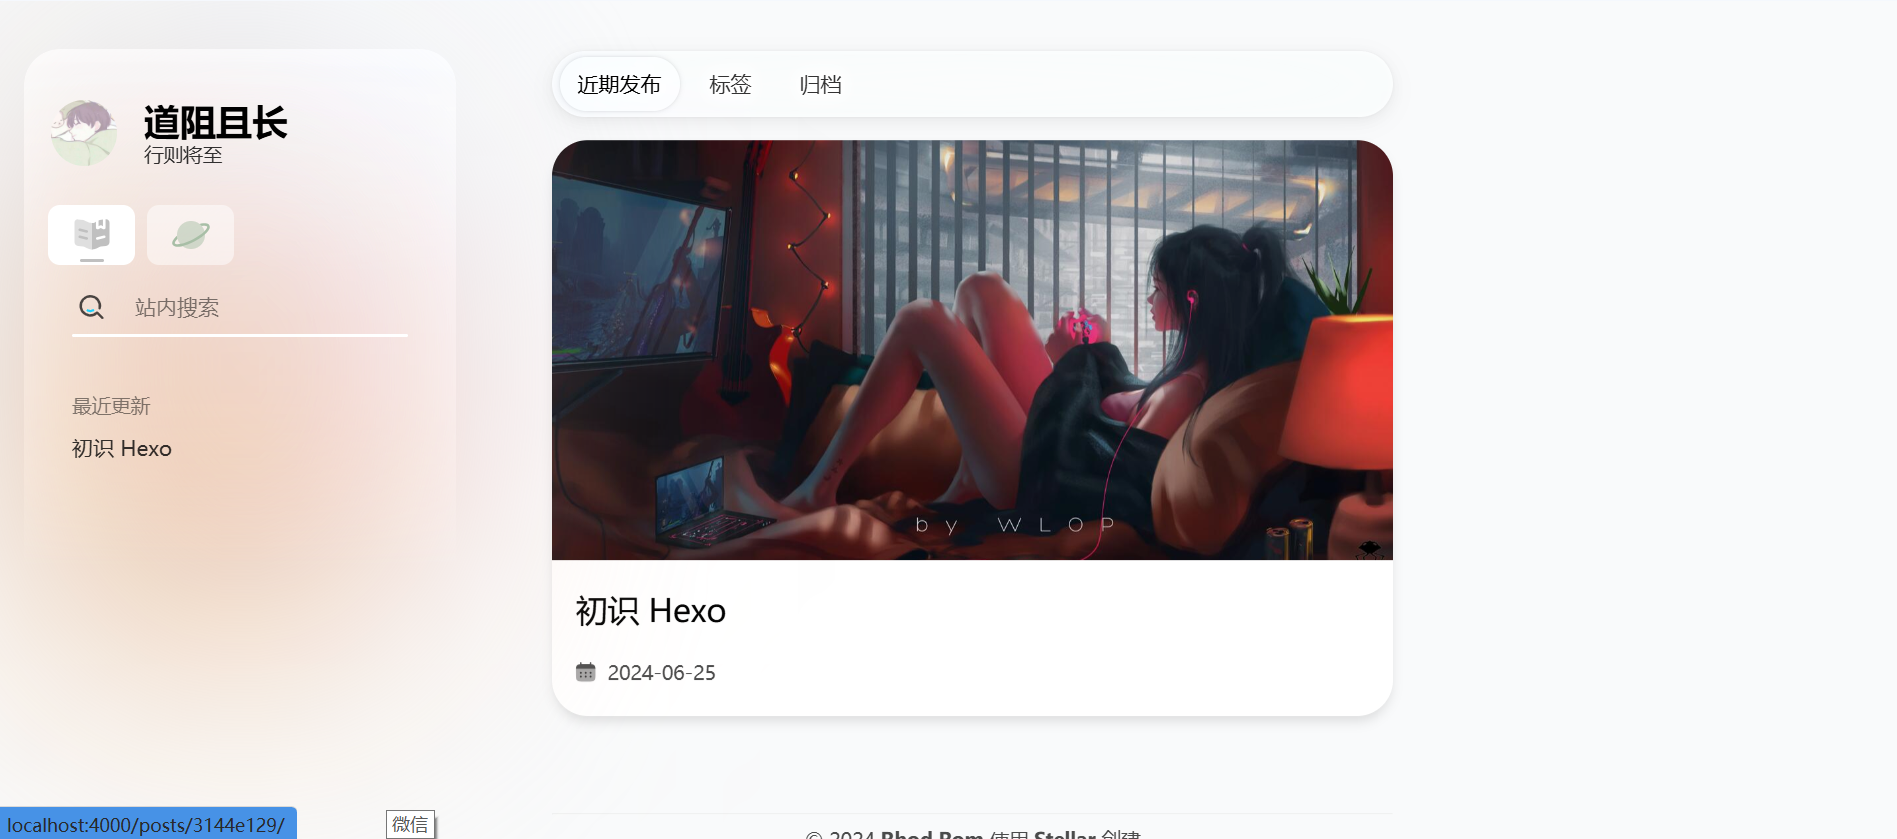 道阻且长
行则将至
站内搜索
最近更新
初识 Hexo
近期发布 标签 归档
by WLOP
初识 Hexo
2024-06-25
© 2024 Rhod Rom 使用 Stellar 创建
localhost:4000/posts/3144e129/
微信